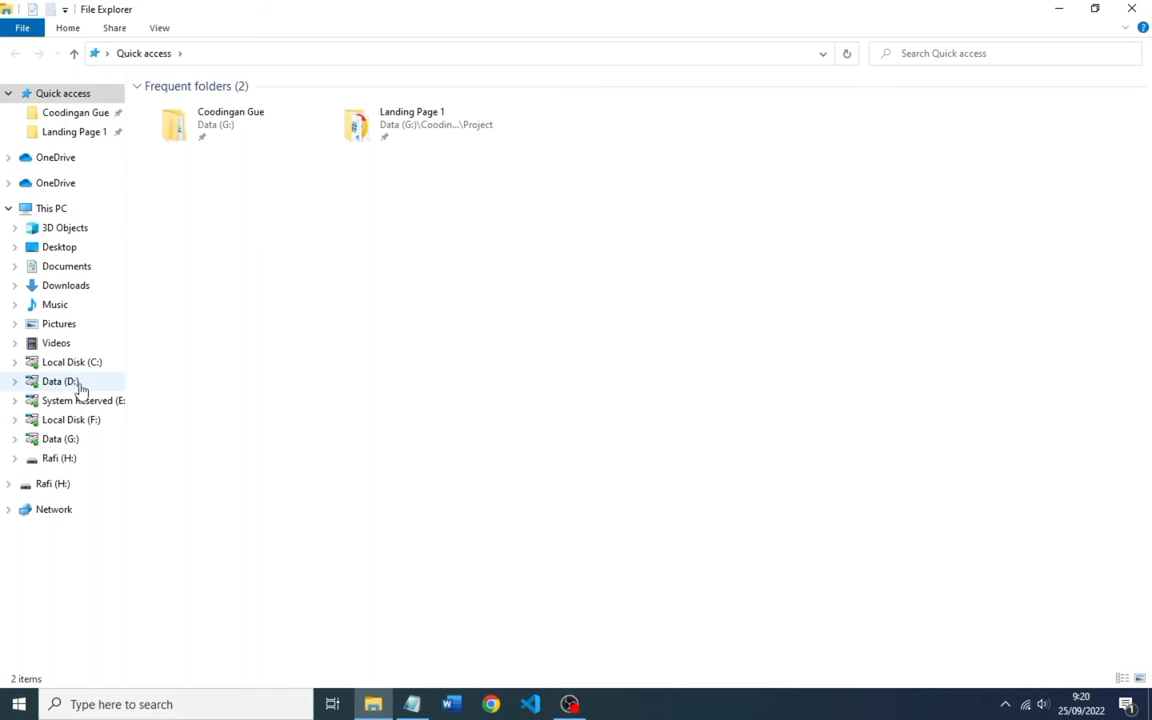 File Explorer
File Home Share View
Quick access
Search Quick access
Quick access
Coodingan Gue
Landing Page 1
OneDrive
OneDrive
This PC
3D Objects
Desktop
Documents
Downloads
Music
Pictures
Videos
Local Disk (C:)
Data (D:)
System Reserved (E:
Local Disk (F:)
Data (G:)
Rafi (H:)
Rafi (H:)
Network
Frequent folders (2)
Coodingan Gue
Data (G:)
Landing Page 1
Data (G:)\Coodin...\Project
2 items
Type here to search
9:20
25/09/2022
1